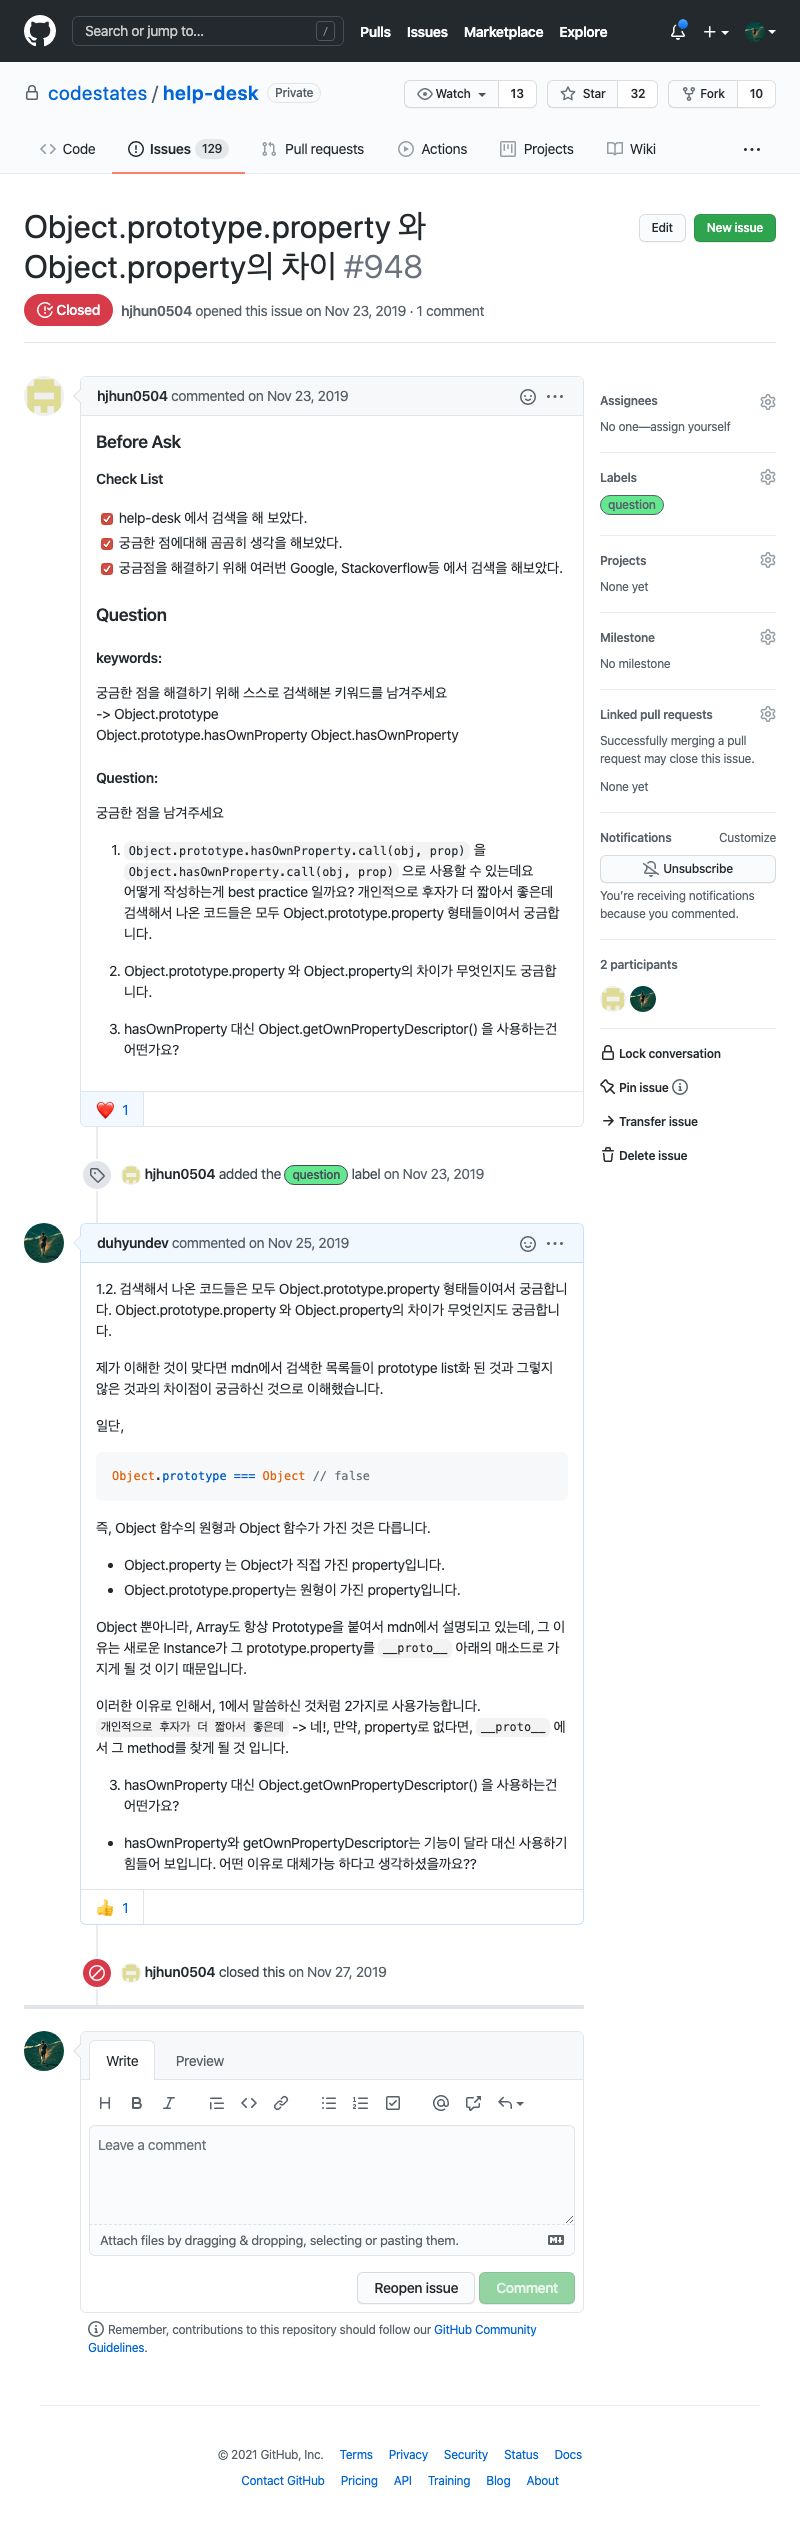 Search or jump to... /
Pulls Issues Marketplace Explore
codestates / help-desk Private
Watch 13 Star 32 Fork 10
Code Issues 129 Pull requests Actions Projects Wiki ...
Object.prototype.property 와
Object.property의 차이 #948
Edit New issue
Closed hjhun0504 opened this issue on Nov 23, 2019 · 1 comment
hjhun0504 commented on Nov 23, 2019
Before Ask
Check List
help-desk 에서 검색을 해 보았다.
궁금한 점에대해 곰곰히 생각을 해보았다.
궁금점을 해결하기 위해 여러번 Google, Stackoverflow등 에서 검색을 해보았다.
Question
keywords:
궁금한 점을 해결하기 위해 스스로 검색해본 키워드를 남겨주세요
-> Object.prototype
Object.prototype.hasOwnProperty Object.hasOwnProperty
Question:
궁금한 점을 남겨주세요
1. Object.prototype.hasOwnProperty.call(obj, prop) 을
Object.hasOwnProperty.call(obj, prop) 으로 사용할 수 있는데요
어떻게 작성하는게 best practice 일까요? 개인적으로 후자가 더 짧아서 좋은데
검색해서 나온 코드들은 모두 Object.prototype.property 형태들이여서 궁금합
니다.
2. Object.prototype.property 와 Object.property의 차이가 무엇인지도 궁금합
니다.
3. hasOwnProperty 대신 Object.getOwnPropertyDescriptor() 을 사용하는건
어떤가요?
❤️ 1
Assignees
No one—assign yourself
Labels
question
Projects
None yet
Milestone
No milestone
Linked pull requests
Successfully merging a pull
request may close this issue.
None yet
Notifications Customize
Unsubscribe
You're receiving notifications
because you commented.
2 participants
Lock conversation
Pin issue
Transfer issue
Delete issue
hjhun0504 added the question label on Nov 23, 2019
duhyundev commented on Nov 25, 2019
1.2. 검색해서 나온 코드들은 모두 Object.prototype.property 형태들이여서 궁금합니
다. Object.prototype.property 와 Object.property의 차이가 무엇인지도 궁금합니
다.
제가 이해한 것이 맞다면 mdn에서 검색한 목록들이 prototype list화 된 것과 그렇지
않은 것과의 차이점이 궁금하신 것으로 이해했습니다.
일단,
Object.prototype === Object // false
즉, Object 함수의 원형과 Object 함수가 가진 것은 다릅니다.
• Object.property 는 Object가 직접 가진 property입니다.
• Object.prototype.property는 원형이 가진 property입니다.
Object 뿐아니라, Array도 항상 Prototype을 붙여서 mdn에서 설명되고 있는데, 그 이
유는 새로운 Instance가 그 prototype.property를 __proto__ 아래의 매소드로 가
지게 될 것 이기 때문입니다.
이러한 이유로 인해서, 1에서 말씀하신 것처럼 2가지로 사용가능합니다.
개인적으로 후자가 더 짧아서 좋은데 -> 네!, 만약, property로 없다면, __proto__ 에
서 그 method를 찾게 될 것 입니다.
3. hasOwnProperty 대신 Object.getOwnPropertyDescriptor() 을 사용하는건
어떤가요?
• hasOwnProperty와 getOwnPropertyDescriptor는 기능이 달라 대신 사용하기
힘들어 보입니다. 어떤 이유로 대체가능 하다고 생각하셨을까요??
👍 1
hjhun0504 closed this on Nov 27, 2019
Write Preview
H B I
Leave a comment
Attach files by dragging & dropping, selecting or pasting them.
Reopen issue Comment
Remember, contributions to this repository should follow our GitHub Community
Guidelines.
© 2021 GitHub, Inc. Terms Privacy Security Status Docs
Contact GitHub Pricing API Training Blog About